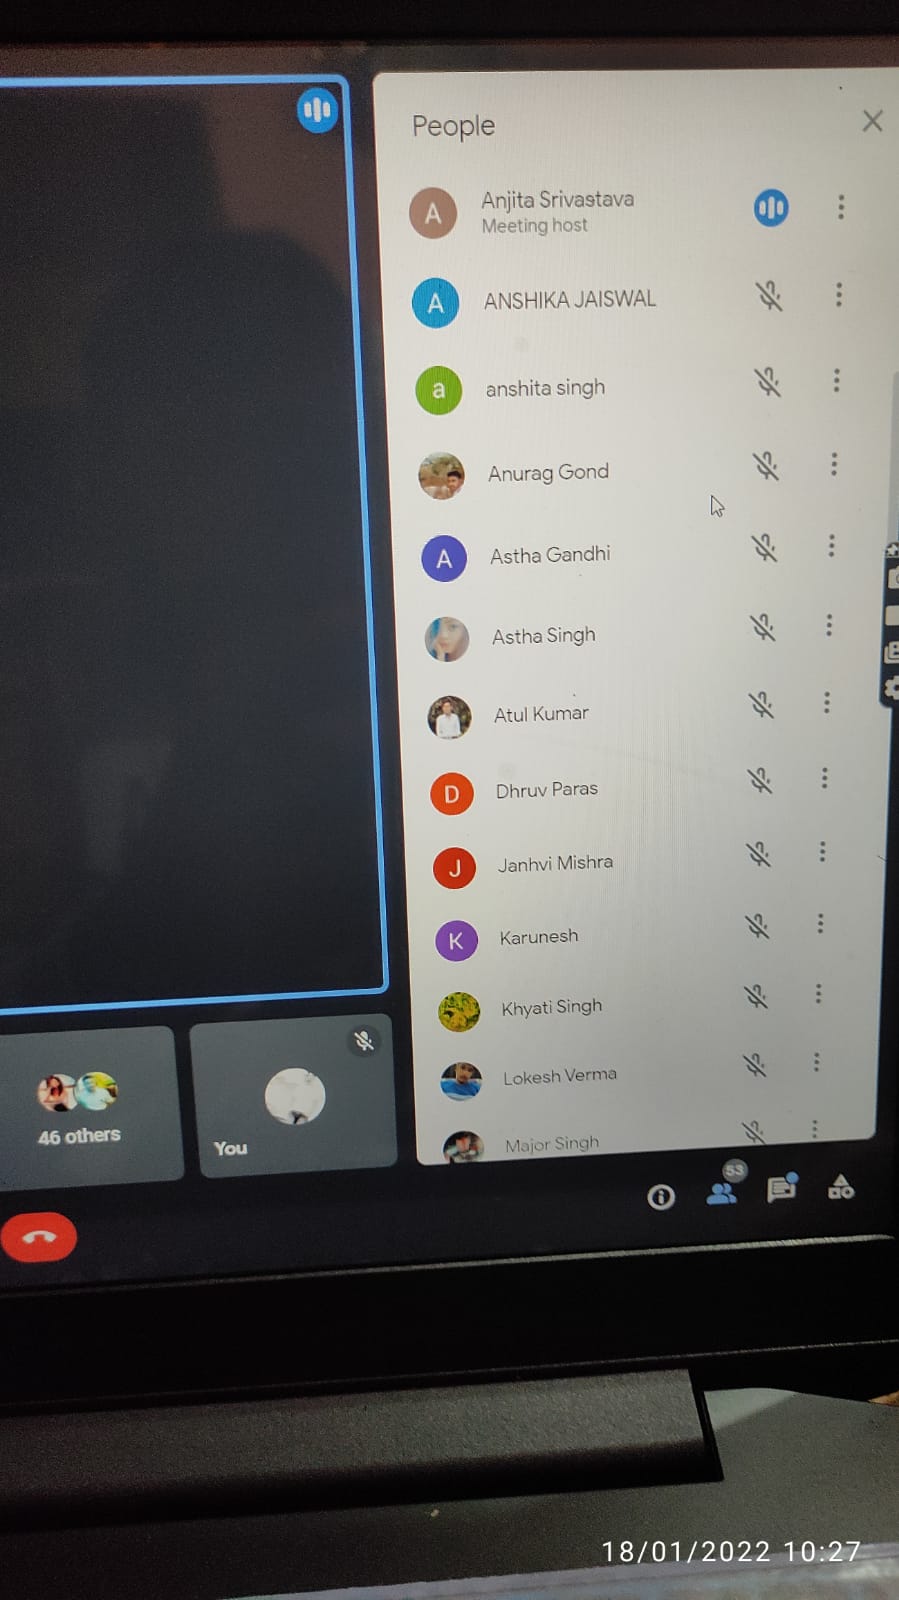 People
A
Anjita Srivastava
Meeting host
A
ANSHIKA JAISWAL
a
anshita singh
Anurag Gond
A
Astha Gandhi
Astha Singh
Atul Kumar
D
Dhruv Paras
J
Janhvi Mishra
K
Karunesh
Khyati Singh
Lokesh Verma
Major Singh
46 others
You
53
18/01/2022 10:27